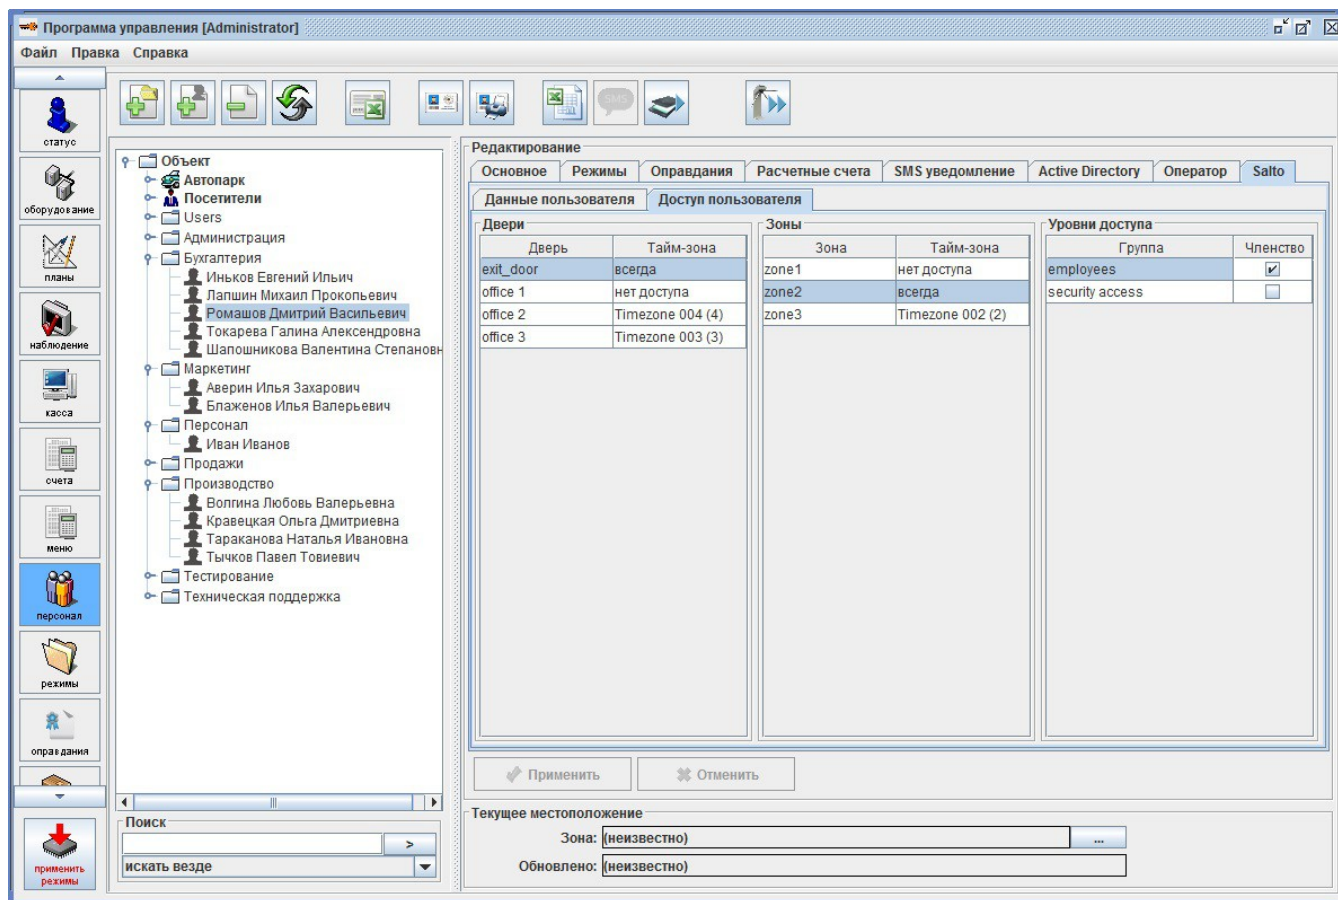 Программа управления [Administrator]
Файл Правка Справка
статус
оборудование
планы
наблюдение
касса
счета
меню
персонал
режимы
оправдания
применить
режимы
SMS
Объект
Автопарк
Посетители
Users
Администрация
Бухгалтерия
Иньков Евгений Ильич
Лапшин Михаил Прокопьевич
Ромашов Дмитрий Васильевич
Токарева Галина Алексендровна
Шапошникова Валентина Степановн
Маркетинг
Аверин Илья Захарович
Блаженов Илья Валерьевич
Персонал
Иван Иванов
Продажи
Производство
Волгина Любовь Валерьевна
Кравецкая Ольга Дмитриевна
Тараканова Наталья Ивановна
Тычков Павел Товиевич
Тестирование
Техническая поддержка
Поиск
>
искать везде
Редактирование
Основное Режимы Оправдания Расчетные счета SMS уведомление Active Directory Оператор Salto
Данные пользователя Доступ пользователя
Двери
Дверь Тайм-зона
exit_door всегда
office 1 нет доступа
office 2 Timezone 004 (4)
office 3 Timezone 003 (3)
Зоны
Зона Тайм-зона
zone1 нет доступа
zone2 всегда
zone3 Timezone 002 (2)
Уровни доступа
Группа Членство
employees
security access
Применить Отменить
Текущее местоположение
Зона: (неизвестно) ...
Обновлено: (неизвестно)